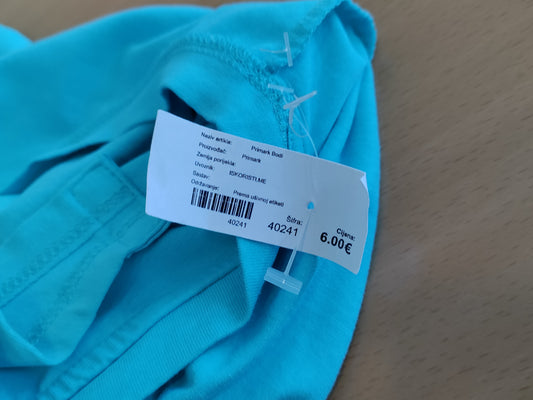 Naziv artikla: Primark Bodi
Proizvođač: Primark
Zemlja porijekla:
Uvoznik: ISKORISTI.ME
Sastav:
Održavanje: Prema ušivnoj etiketi
Šifra: Cijena:
40241 40241 6.00€